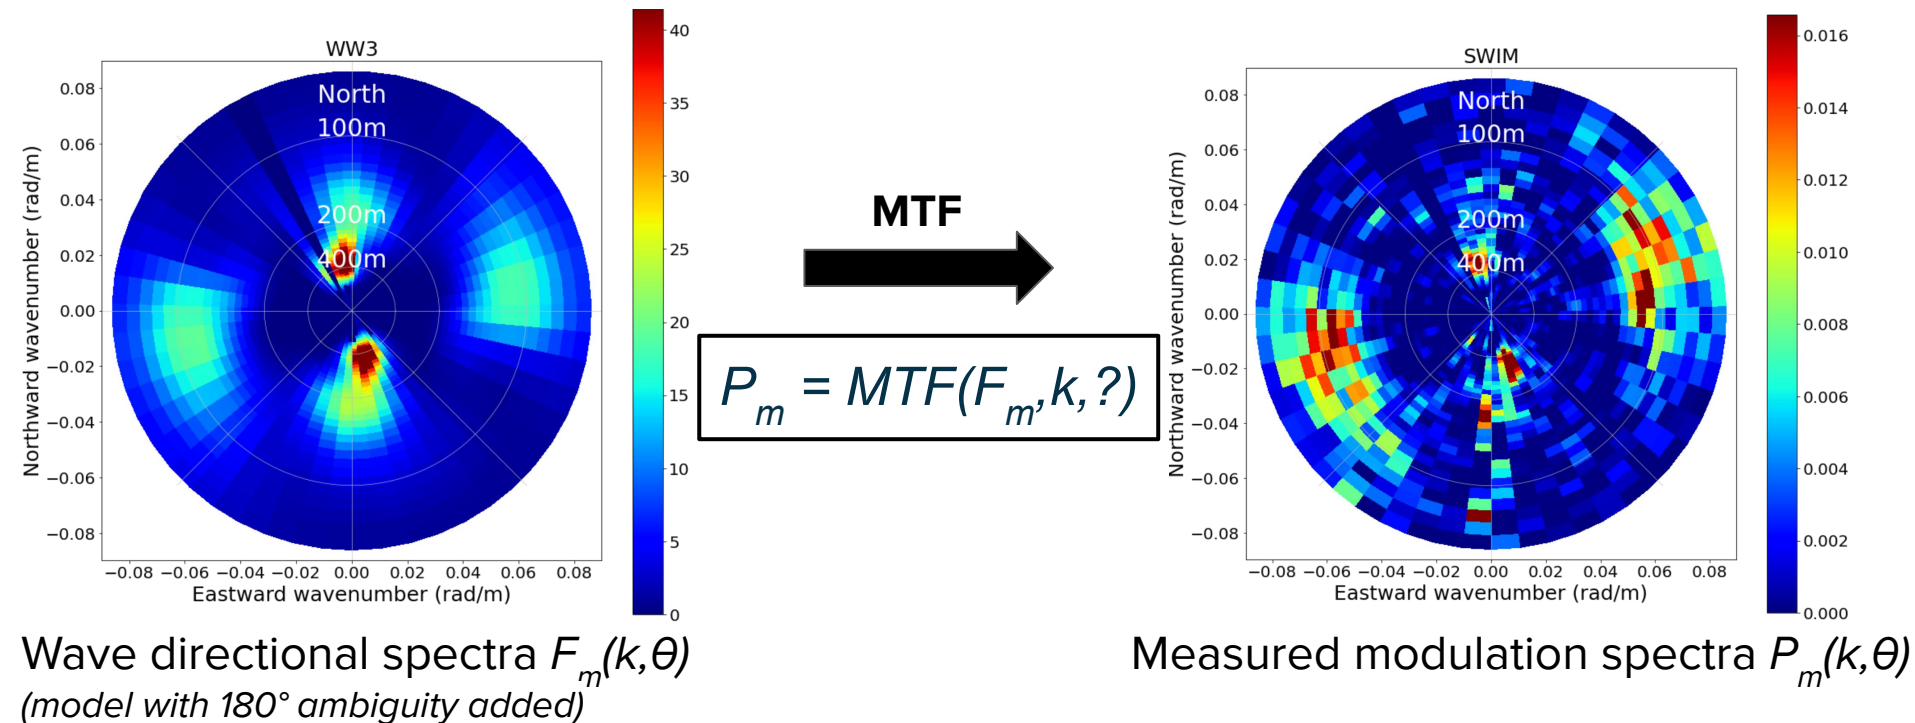 WW3
North
100m
200m
400m
0.08
0.06
0.04
0.02
0.00
−0.02
−0.04
−0.06
−0.08
Northward wavenumber (rad/m)
−0.08 −0.06 −0.04 −0.02 0.00 0.02 0.04 0.06 0.08
Eastward wavenumber (rad/m)
40
35
30
25
20
15
10
5
0
MTF
Pm = MTF(Fm,k,?)
SWIM
North
100m
200m
400m
0.08
0.06
0.04
0.02
0.00
−0.02
−0.04
−0.06
−0.08
Northward wavenumber (rad/m)
−0.08 −0.06 −0.04 −0.02 0.00 0.02 0.04 0.06 0.08
Eastward wavenumber (rad/m)
0.016
0.014
0.012
0.010
0.008
0.006
0.004
0.002
0.000
Wave directional spectra Fm(k,θ)
(model with 180° ambiguity added)
Measured modulation spectra Pm(k,θ)